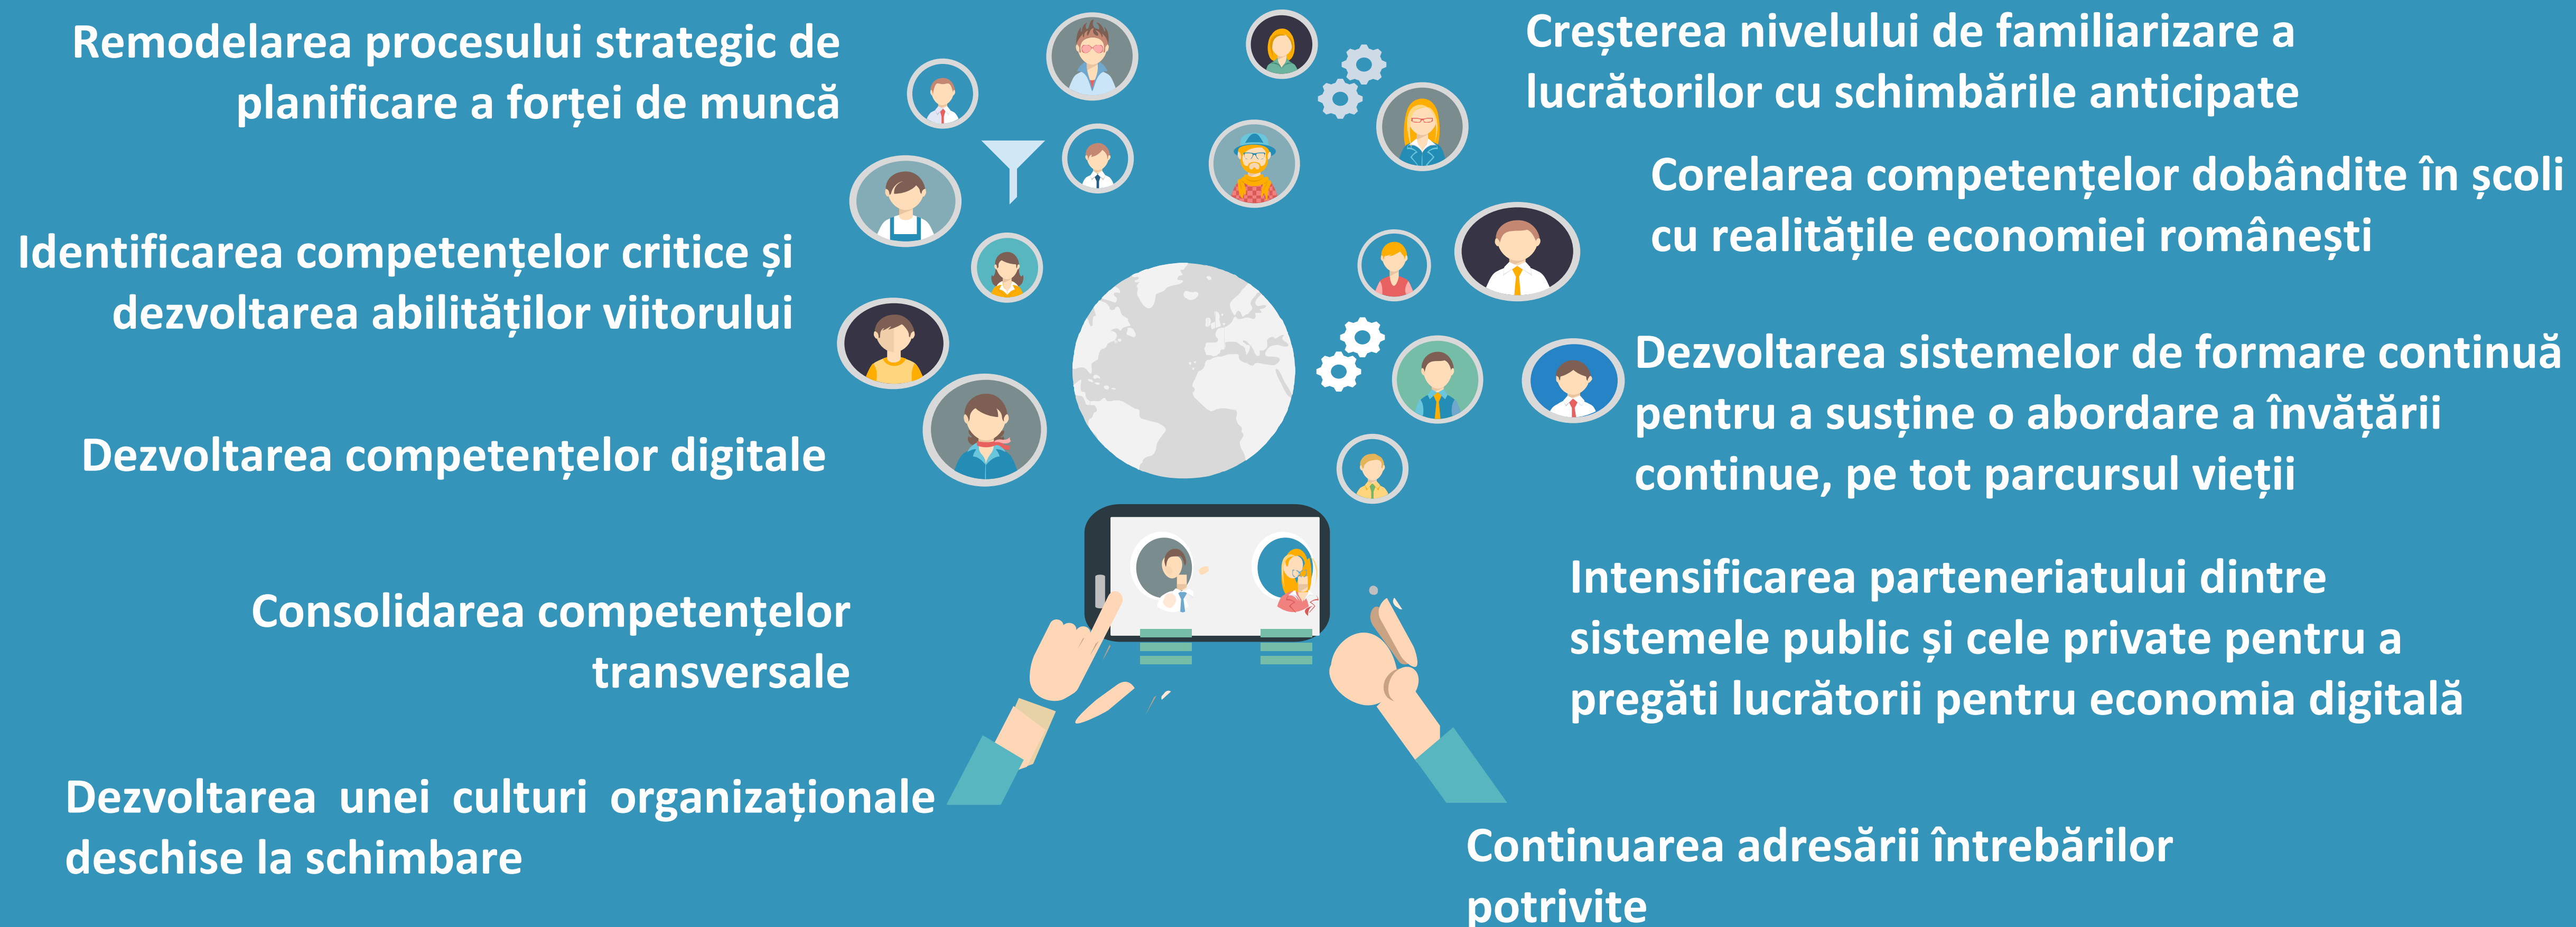 Remodelarea procesului strategic de
planificare a forței de muncă
Identificarea competențelor critice și
dezvoltarea abilităților viitorului
Dezvoltarea competențelor digitale
Consolidarea competențelor
transversale
Dezvoltarea unei culturi organizaționale
deschise la schimbare
Creșterea nivelului de familiarizare a
lucrătorilor cu schimbările anticipate
Corelarea competențelor dobândite în școli
cu realitățile economiei românești
Dezvoltarea sistemelor de formare continuă
pentru a susține o abordare a învățării
continue, pe tot parcursul vieții
Intensificarea parteneriatului dintre
sistemele public și cele private pentru a
pregăti lucrătorii pentru economia digitală
Continuarea adresării întrebărilor
potrivite